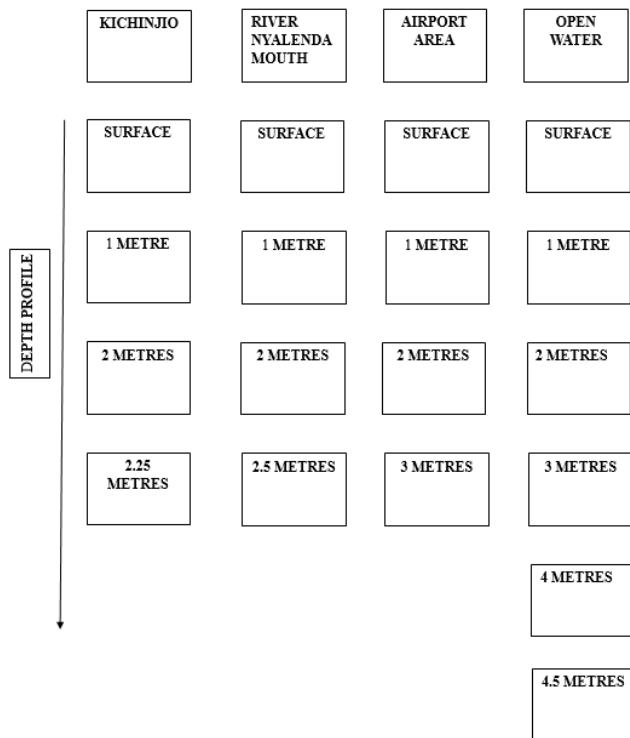 KICHINJIO
RIVER
NYALENDA
MOUTH
AIRPORT
AREA
OPEN
WATER
SURFACE
SURFACE
SURFACE
SURFACE
DEPTH PROFILE
1 METRE
1 METRE
1 METRE
1 METRE
2 METRES
2 METRES
2 METRES
2 METRES
2.25
METRES
2.5 METRES
3 METRES
3 METRES
4 METRES
4.5 METRES